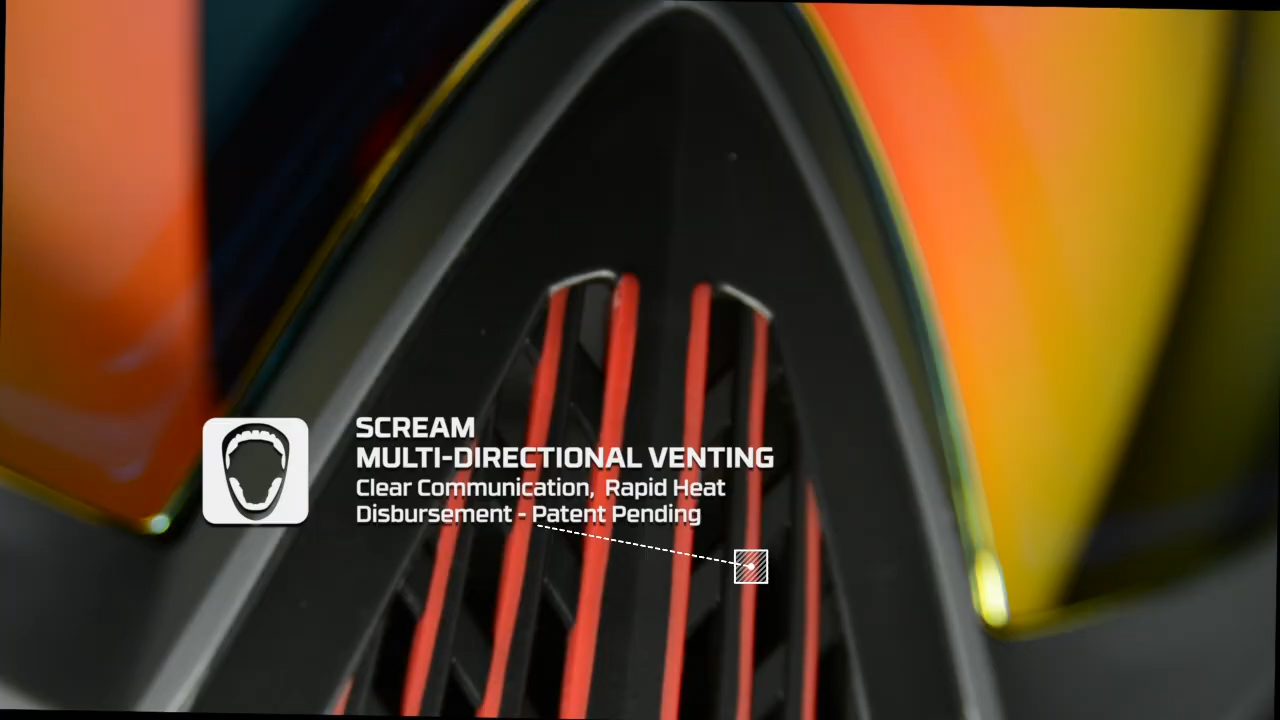 SCREAM
MULTI-DIRECTIONAL VENTING
Clear Communication, Rapid Heat
Disbursement - Patent Pending